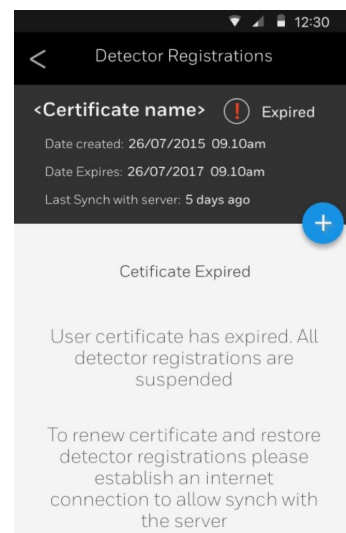 12:30
< Detector Registrations
<Certificate name> ! Expired
Date created: 26/07/2015 09.10am
Date Expires: 26/07/2017 09.10am
Last Synch with server: 5 days ago
+
Cetificate Expired
User certificate has expired. All
detector registrations are
suspended
To renew certificate and restore
detector registrations please
establish an internet
connection to allow synch with
the server